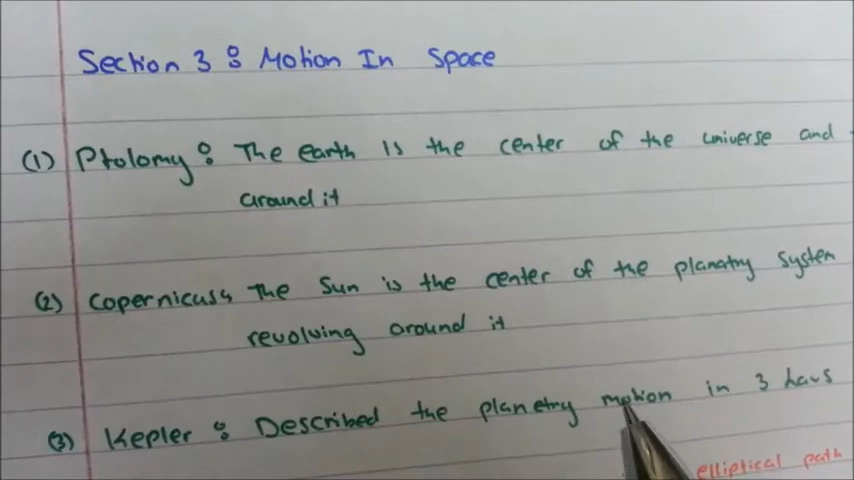 Section 3 : Motion In Space
(1) Ptolomy : The earth is the center of the universe and
around it
(2) Copernicus : The Sun is the center of the planatry system
revolving around it
(3) Kepler : Described the planetry motion in 3 laws
elliptical path